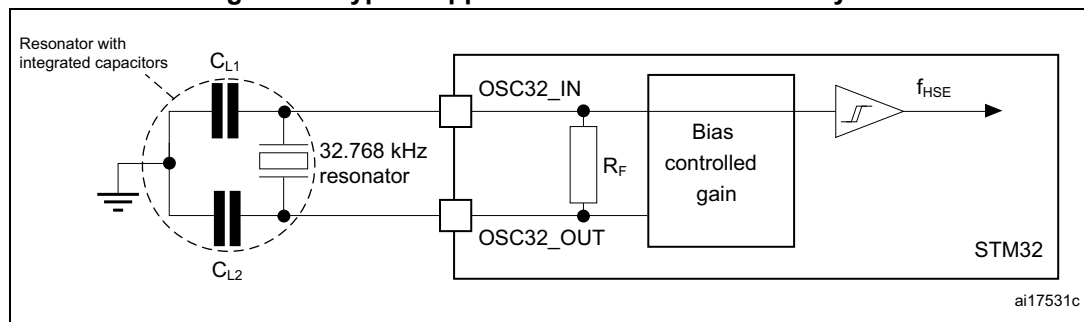 Resonator with
integrated capacitors
CL1
OSC32_IN
fHSE
32.768 kHz
resonator
RF
Bias
controlled
gain
OSC32_OUT
STM32
CL2
ai17531c